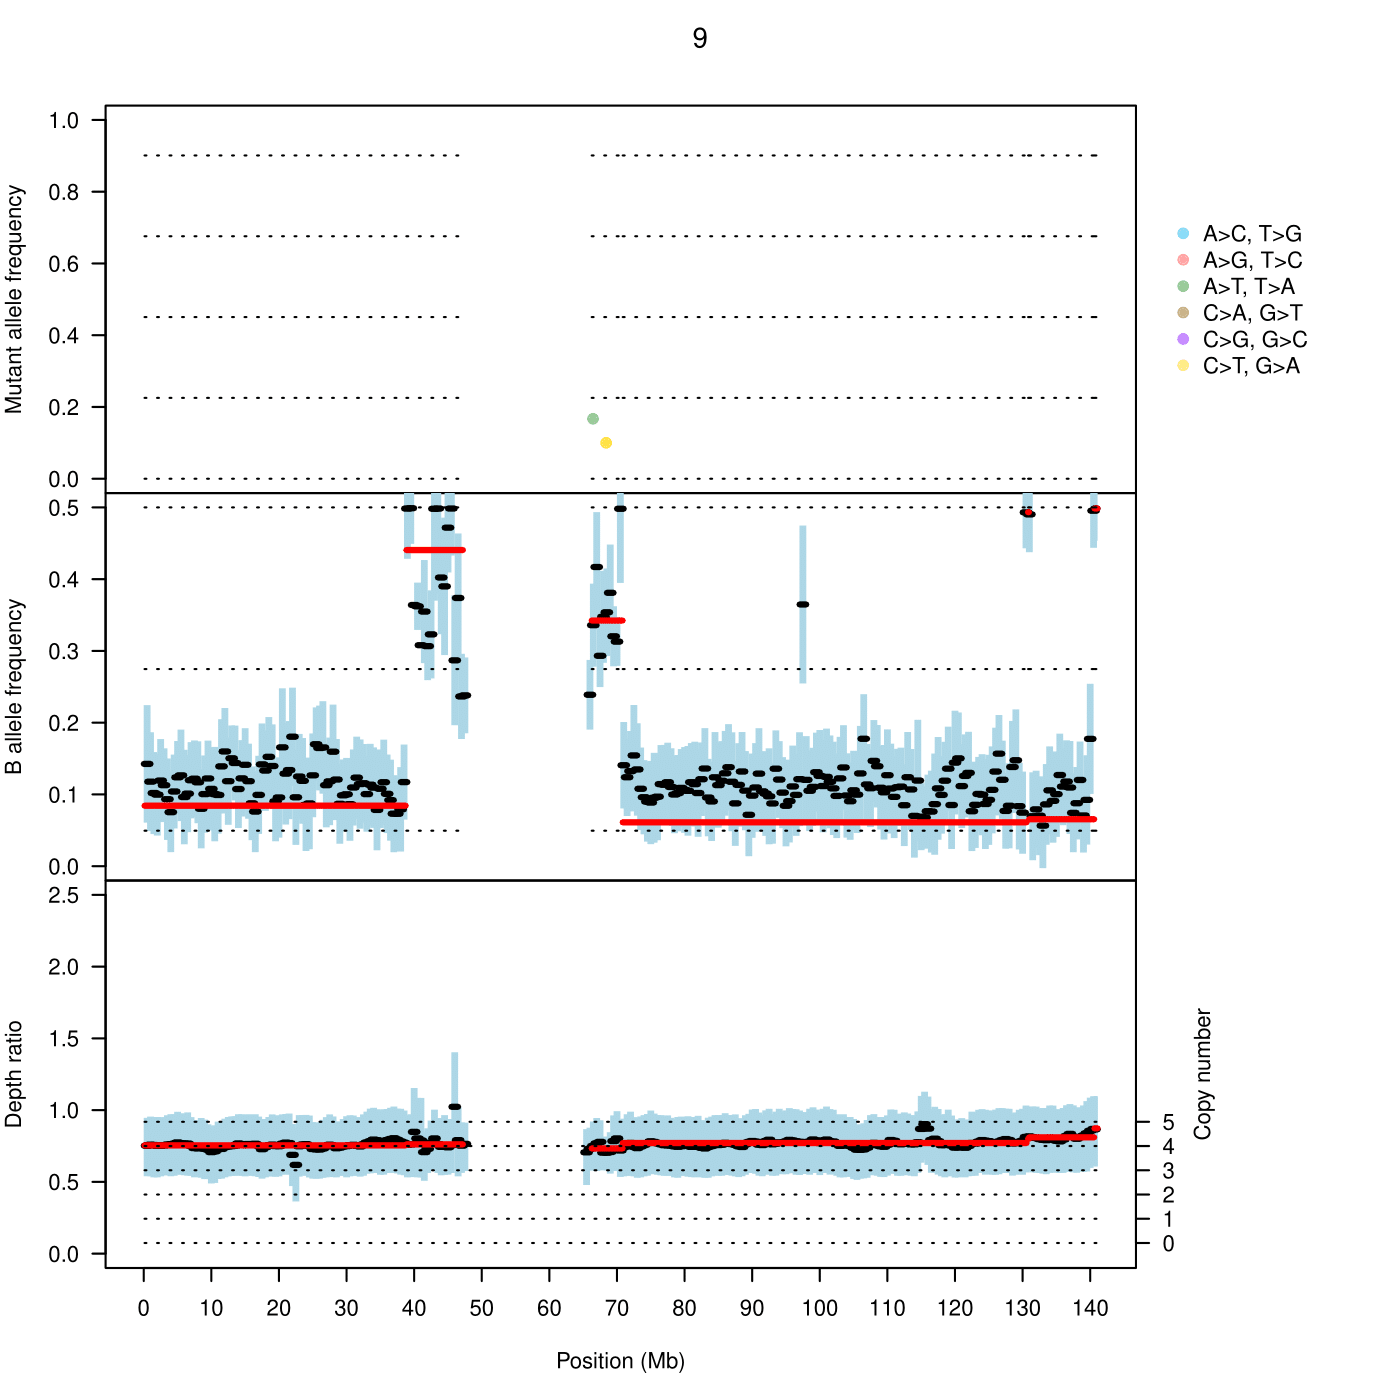 9
Mutant allele frequency
1.0
0.8
0.6
0.4
0.2
0.0
A>C, T>G
A>G, T>C
A>T, T>A
C>A, G>T
C>G, G>C
C>T, G>A
B allele frequency
0.5
0.4
0.3
0.2
0.1
0.0
Depth ratio
2.5
2.0
1.5
1.0
0.5
0.0
Copy number
5
4
3
2
1
0
0 10 20 30 40 50 60 70 80 90 100 110 120 130 140
Position (Mb)